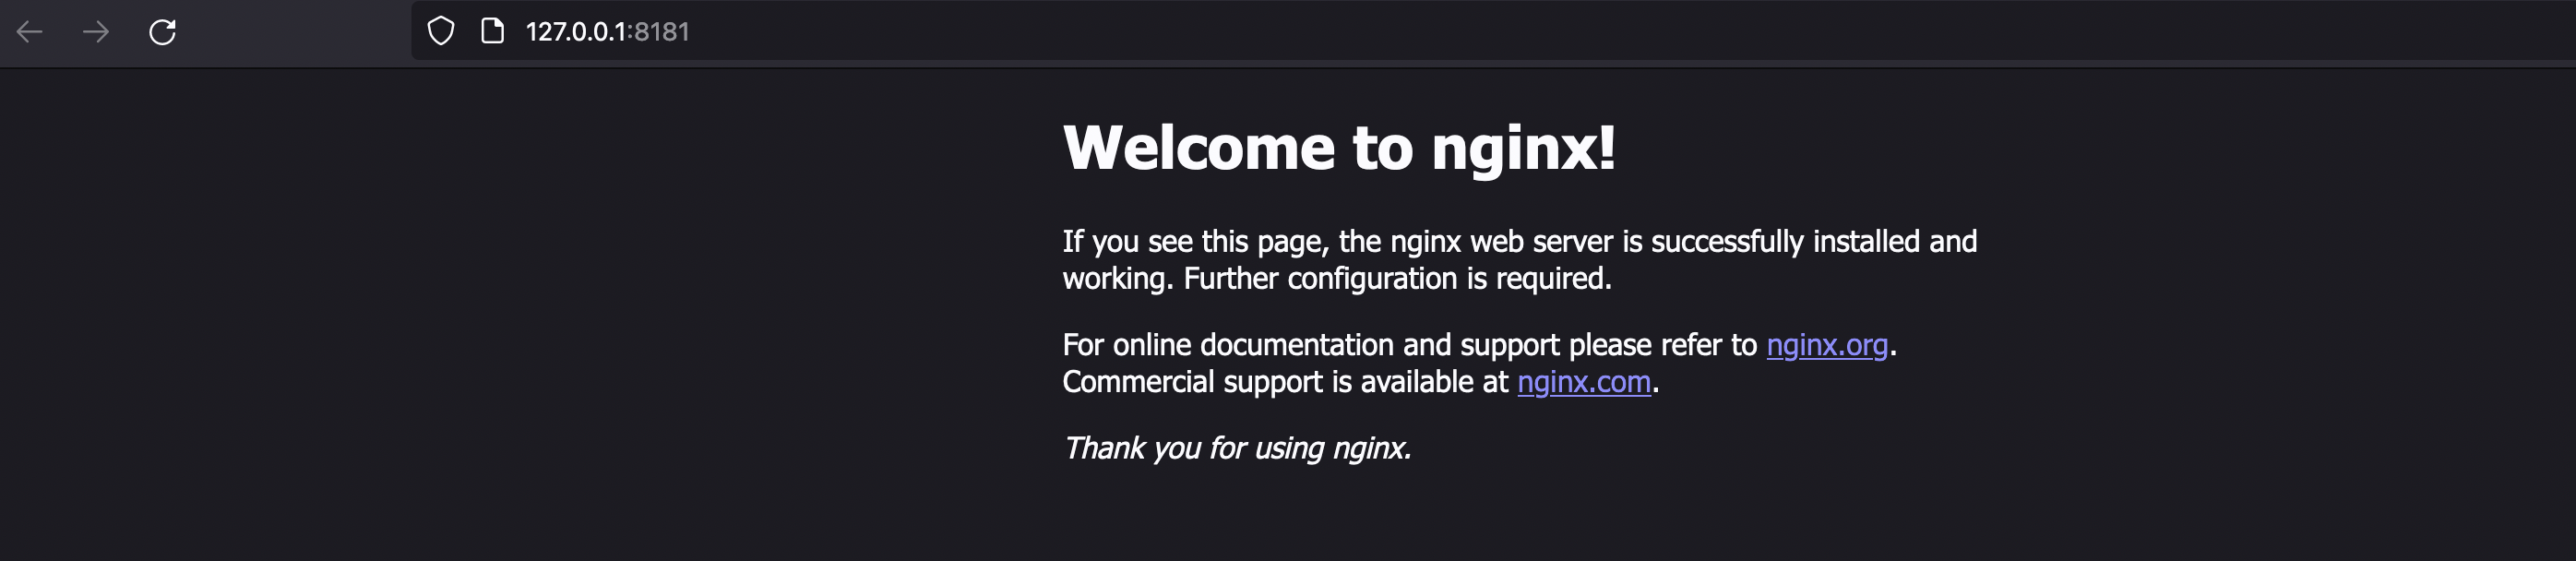 127.0.0.1:8181
Welcome to nginx!
If you see this page, the nginx web server is successfully installed and
working. Further configuration is required.
For online documentation and support please refer to nginx.org.
Commercial support is available at nginx.com.
Thank you for using nginx.